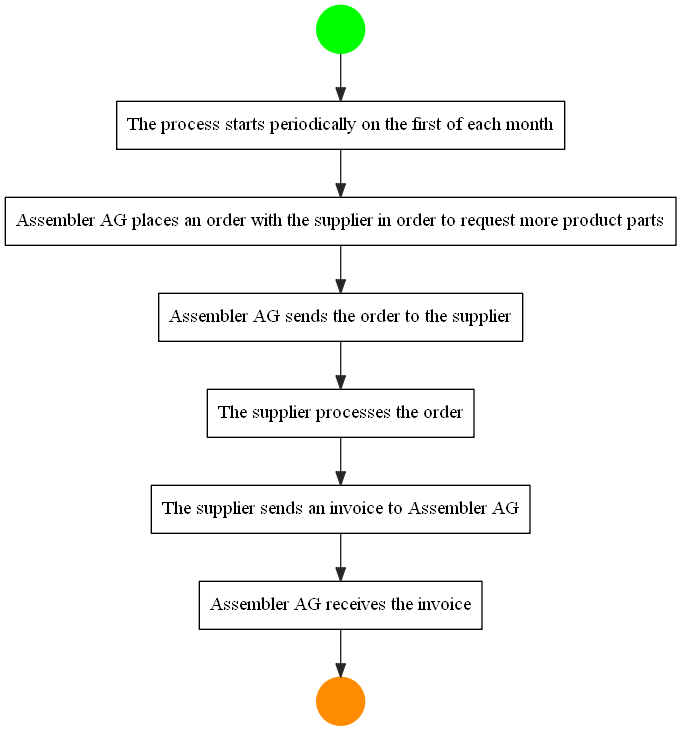 The process starts periodically on the first of each month
Assembler AG places an order with the supplier in order to request more product parts
Assembler AG sends the order to the supplier
The supplier processes the order
The supplier sends an invoice to Assembler AG
Assembler AG receives the invoice